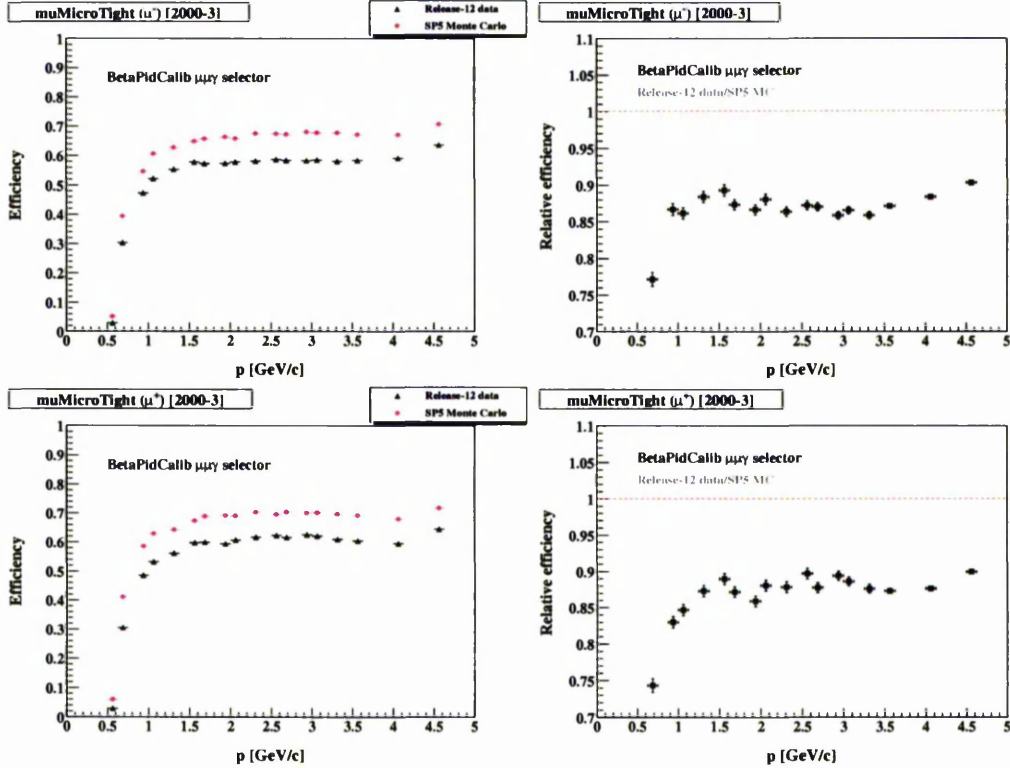 muMicroTight (μ-) [2000-3]
Release-12 data
SP5 Monte Carlo
BetaPidCalib μμγ selector
Efficiency
1
0.9
0.8
0.7
0.6
0.5
0.4
0.3
0.2
0.1
0
0 0.5 1 1.5 2 2.5 3 3.5 4 4.5 5
p [GeV/c]
muMicroTight (μ-) [2000-3]
BetaPidCalib μμγ selector
Release-12 data/SP5 MC
Relative efficiency
1.1
1.05
1
0.95
0.9
0.85
0.8
0.75
0.7
0 0.5 1 1.5 2 2.5 3 3.5 4 4.5 5
p [GeV/c]
muMicroTight (μ+) [2000-3]
Release-12 data
SP5 Monte Carlo
BetaPidCalib μμγ selector
Efficiency
1
0.9
0.8
0.7
0.6
0.5
0.4
0.3
0.2
0.1
0
0 0.5 1 1.5 2 2.5 3 3.5 4 4.5 5
p [GeV/c]
muMicroTight (μ+) [2000-3]
BetaPidCalib μμγ selector
Release-12 data/SP5 MC
Relative efficiency
1.1
1.05
1
0.95
0.9
0.85
0.8
0.75
0.7
0 0.5 1 1.5 2 2.5 3 3.5 4 4.5 5
p [GeV/c]